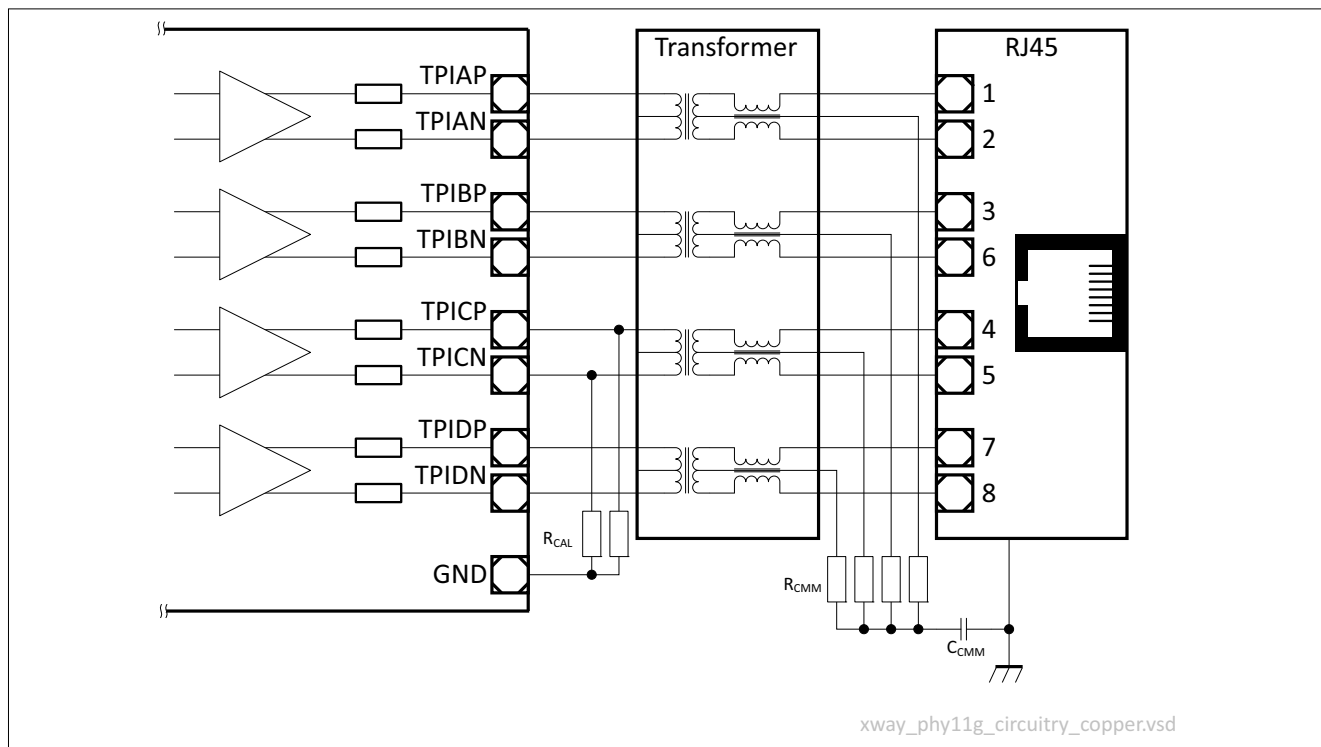 Transformer
RJ45
TPIAP
1
TPIAN
2
TPIBP
3
TPIBN
6
TPICP
4
TPICN
5
TPIDP
7
TPIDN
8
RCAL
GND
RCMM
CCMM
xway_phy11g_circuitry_copper.vsd